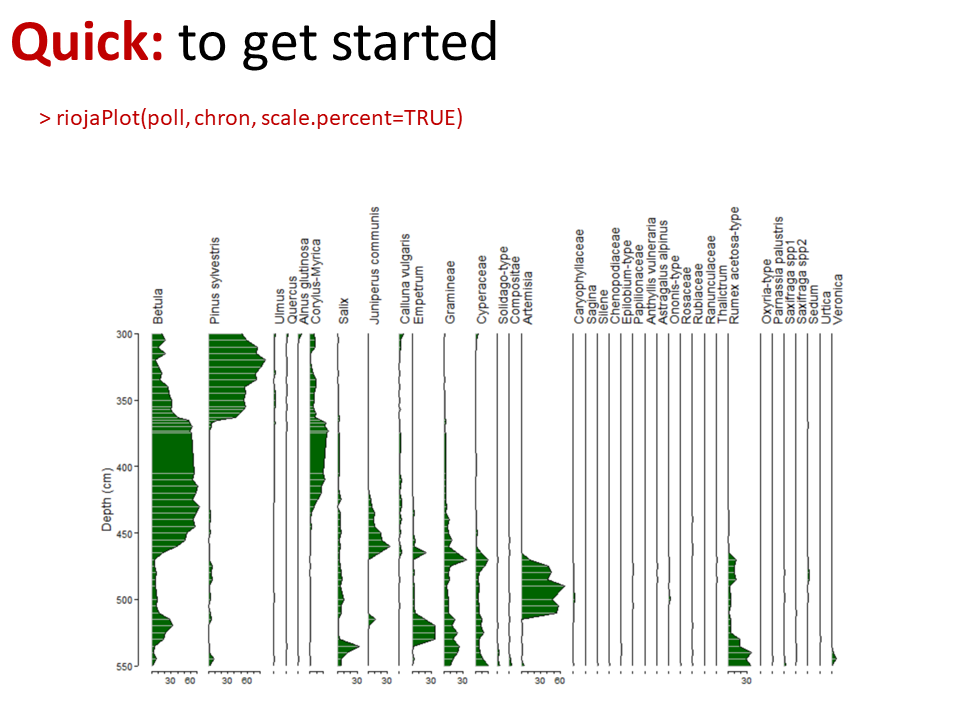 Quick: to get started
> riojaPlot(poll, chron, scale.percent=TRUE)
Betula
Pinus sylvestris
Ulmus
Quercus
Alnus glutinosa
Corylus-Myrica
Salix
Juniperus communis
Calluna vulgaris
Empetrum
Gramineae
Cyperaceae
Solidago-type
Compositae
Artemisia
Caryophyllaceae
Sagina
Silene
Chenopodiaceae
Epilobium-type
Papilionaceae
Anthyllis vulneraria
Astragalus alpinus
Ononis-type
Rosaceae
Rubiaceae
Ranunculaceae
Thalictrum
Rumex acetosa-type
Oxyria-type
Parnassia palustris
Saxifraga spp1
Saxifraga spp2
Sedum
Urtica
Veronica
Depth (cm)
300
350
400
450
500
550
30 60 30 60 30 30 30 30 30 60 30